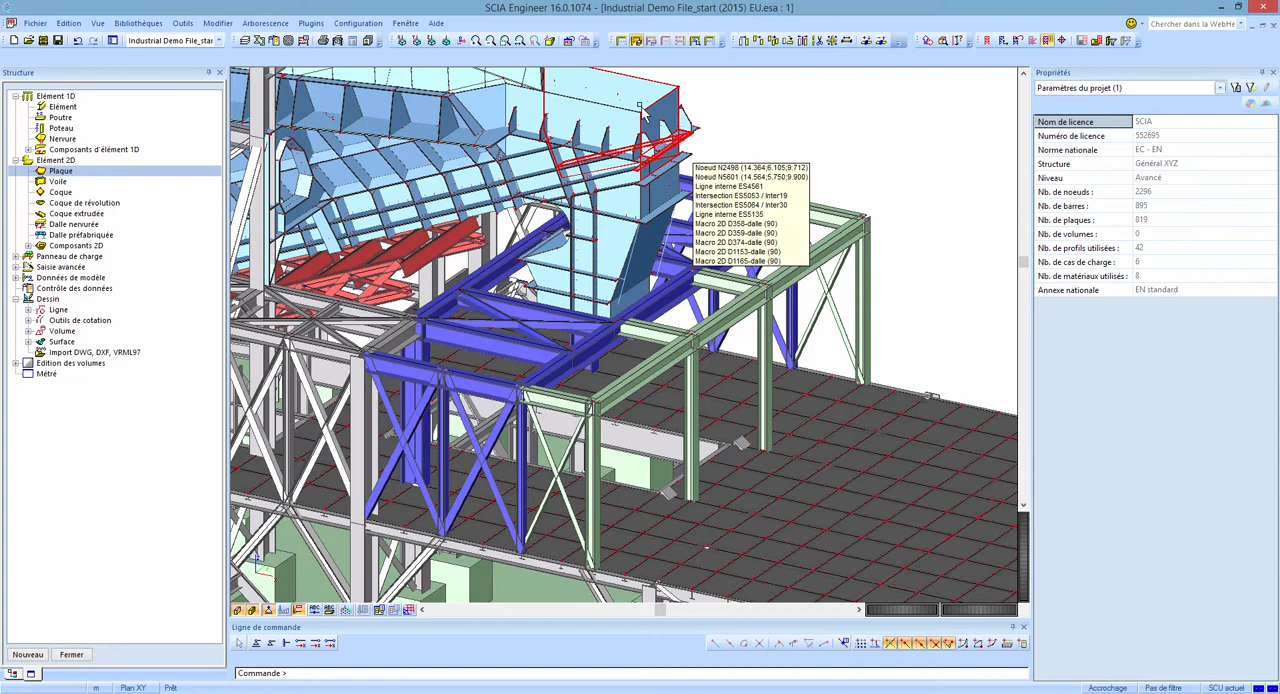 SCIA Engineer 16.0.1074 - [Industrial Demo File_start (2015) EU.esa : 1]
Fichier Edition Vue Bibliothèques Outils Modifier Arborescence Plugins Configuration Fenêtre Aide
Chercher dans la WebHe
Industrial Demo File_star
Structure
Elément 1D
Elément
Poutre
Poteau
Nervure
Composants d'élément 1D
Elément 2D
Plaque
Voile
Coque
Coque de révolution
Coque extrudée
Dalle nervurée
Dalle préfabriquée
Composants 2D
Panneau de charge
Saisie avancée
Données de modèle
Contrôle des données
Dessin
Ligne
Outils de cotation
Volume
Surface
Import DWG, DXF, VRML97
Edition des volumes
Métré
Nouveau Fermer
Noeud N2498 (14.364;6.105;9.712)
Noeud N5601 (14.564;5.750;9.900)
Ligne interne ES4561
Intersection ES5053 / Inter19
Intersection ES5064 / Inter30
Ligne interne ES5135
Macro 2D D358-dalle (90)
Macro 2D D359-dalle (90)
Macro 2D D374-dalle (90)
Macro 2D D1153-dalle (90)
Macro 2D D1165-dalle (90)
Propriétés
Paramètres du projet (1)
Nom de licence SCIA
Numéro de licence 552695
Norme nationale EC - EN
Structure Général XYZ
Niveau Avancé
Nb. de noeuds : 2296
Nb. de barres : 895
Nb. de plaques : 819
Nb. de volumes : 0
Nb. de profils utilisées : 42
Nb. de cas de charge : 6
Nb. de matériaux utilisés : 8
Annexe nationale EN standard
Ligne de commande
Commande >
m Plan XY Prêt Accrochage Pas de filtre SCU actuel